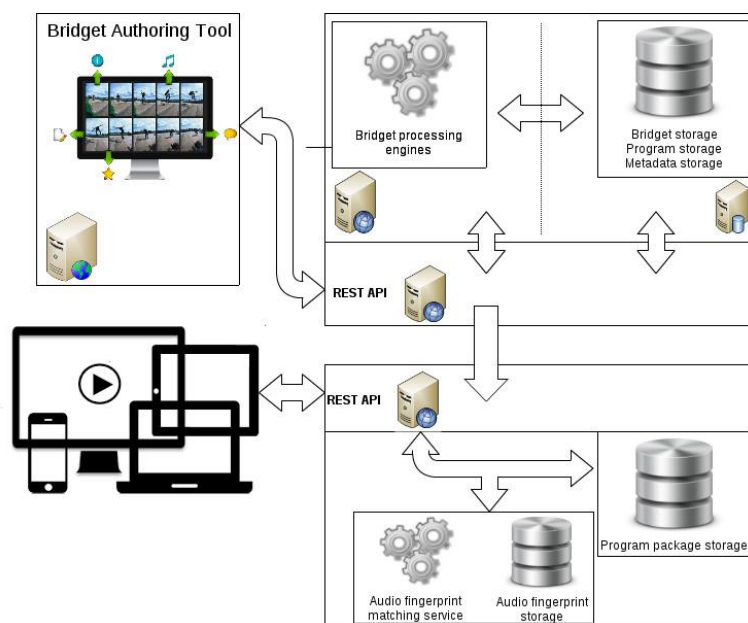 Bridget Authoring Tool
Bridget processing
engines
Bridget storage
Program storage
Metadata storage
REST API
REST API
Program package storage
Audio fingerprint
matching service
Audio fingerprint
storage